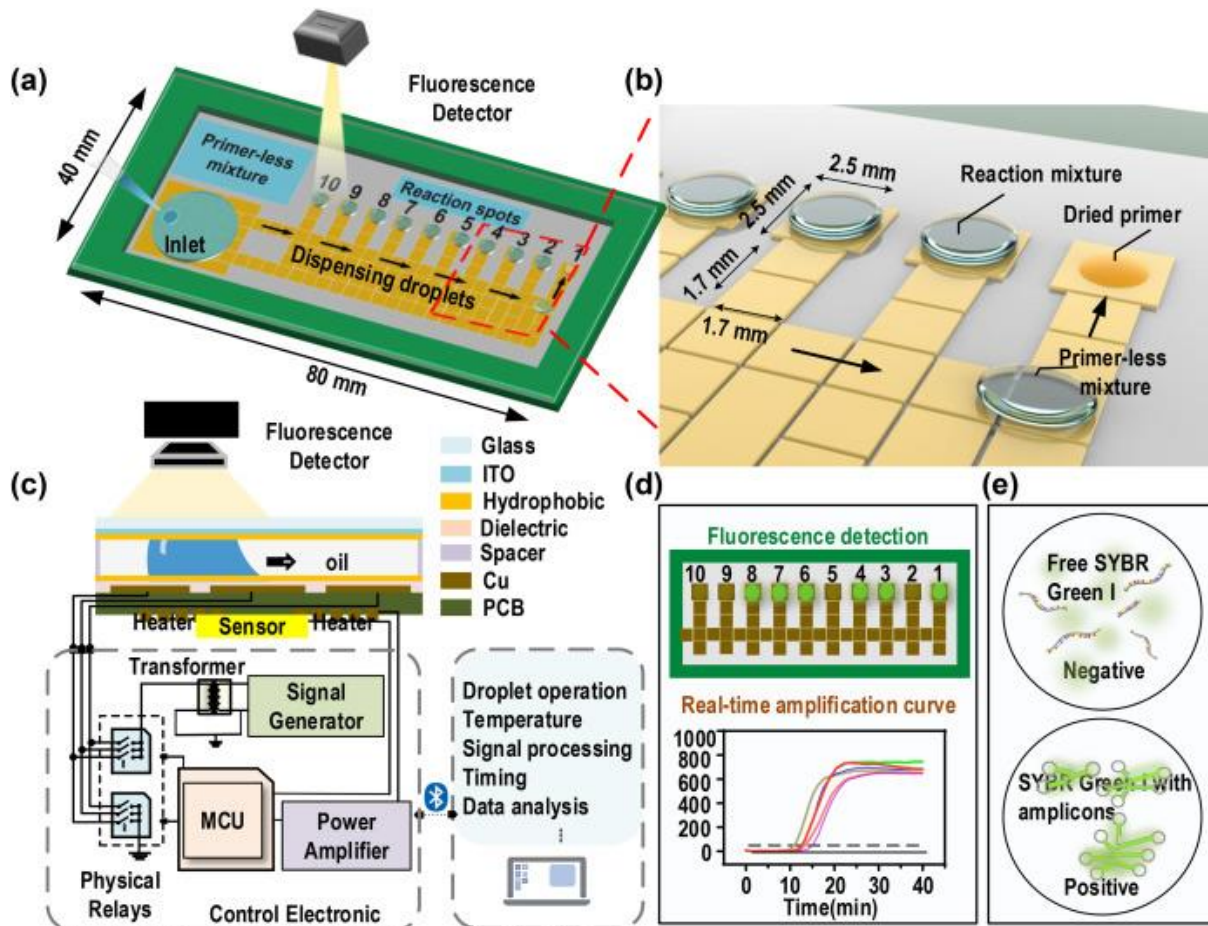 (a)
Fluorescence
Detector
40 mm
Primer-less
mixture
Inlet
10 9 8 7 6 5 4 3 2 1
Reaction spots
Dispensing droplets
80 mm
(b)
2.5 mm
2.5 mm
1.7 mm
1.7 mm
Reaction mixture
Dried primer
Primer-less
mixture
(c)
Fluorescence
Detector
Glass
ITO
Hydrophobic
Dielectric
Spacer
Cu
PCB
oil
Heater Sensor Heater
Transformer
Signal
Generator
MCU
Power
Amplifier
Physical
Relays
Control Electronic
Droplet operation
Temperature
Signal processing
Timing
Data analysis
(d)
Fluorescence detection
10 9 8 7 6 5 4 3 2 1
Real-time amplification curve
1000
800
600
400
200
0
0 10 20 30 40
Time(min)
(e)
Free SYBR
Green I
Negative
SYBR Green I with
amplicons
Positive